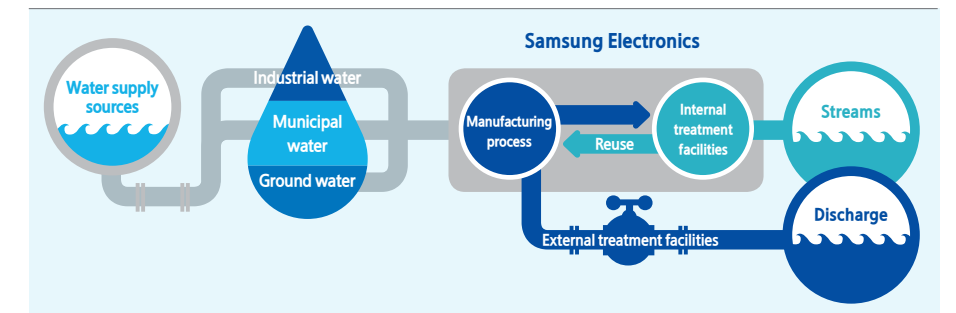 Samsung Electronics
Water supply
sources
Industrial water
Municipal
water
Ground water
Manufacturing
process
Reuse
Internal
treatment
facilities
Streams
Discharge
External treatment facilities